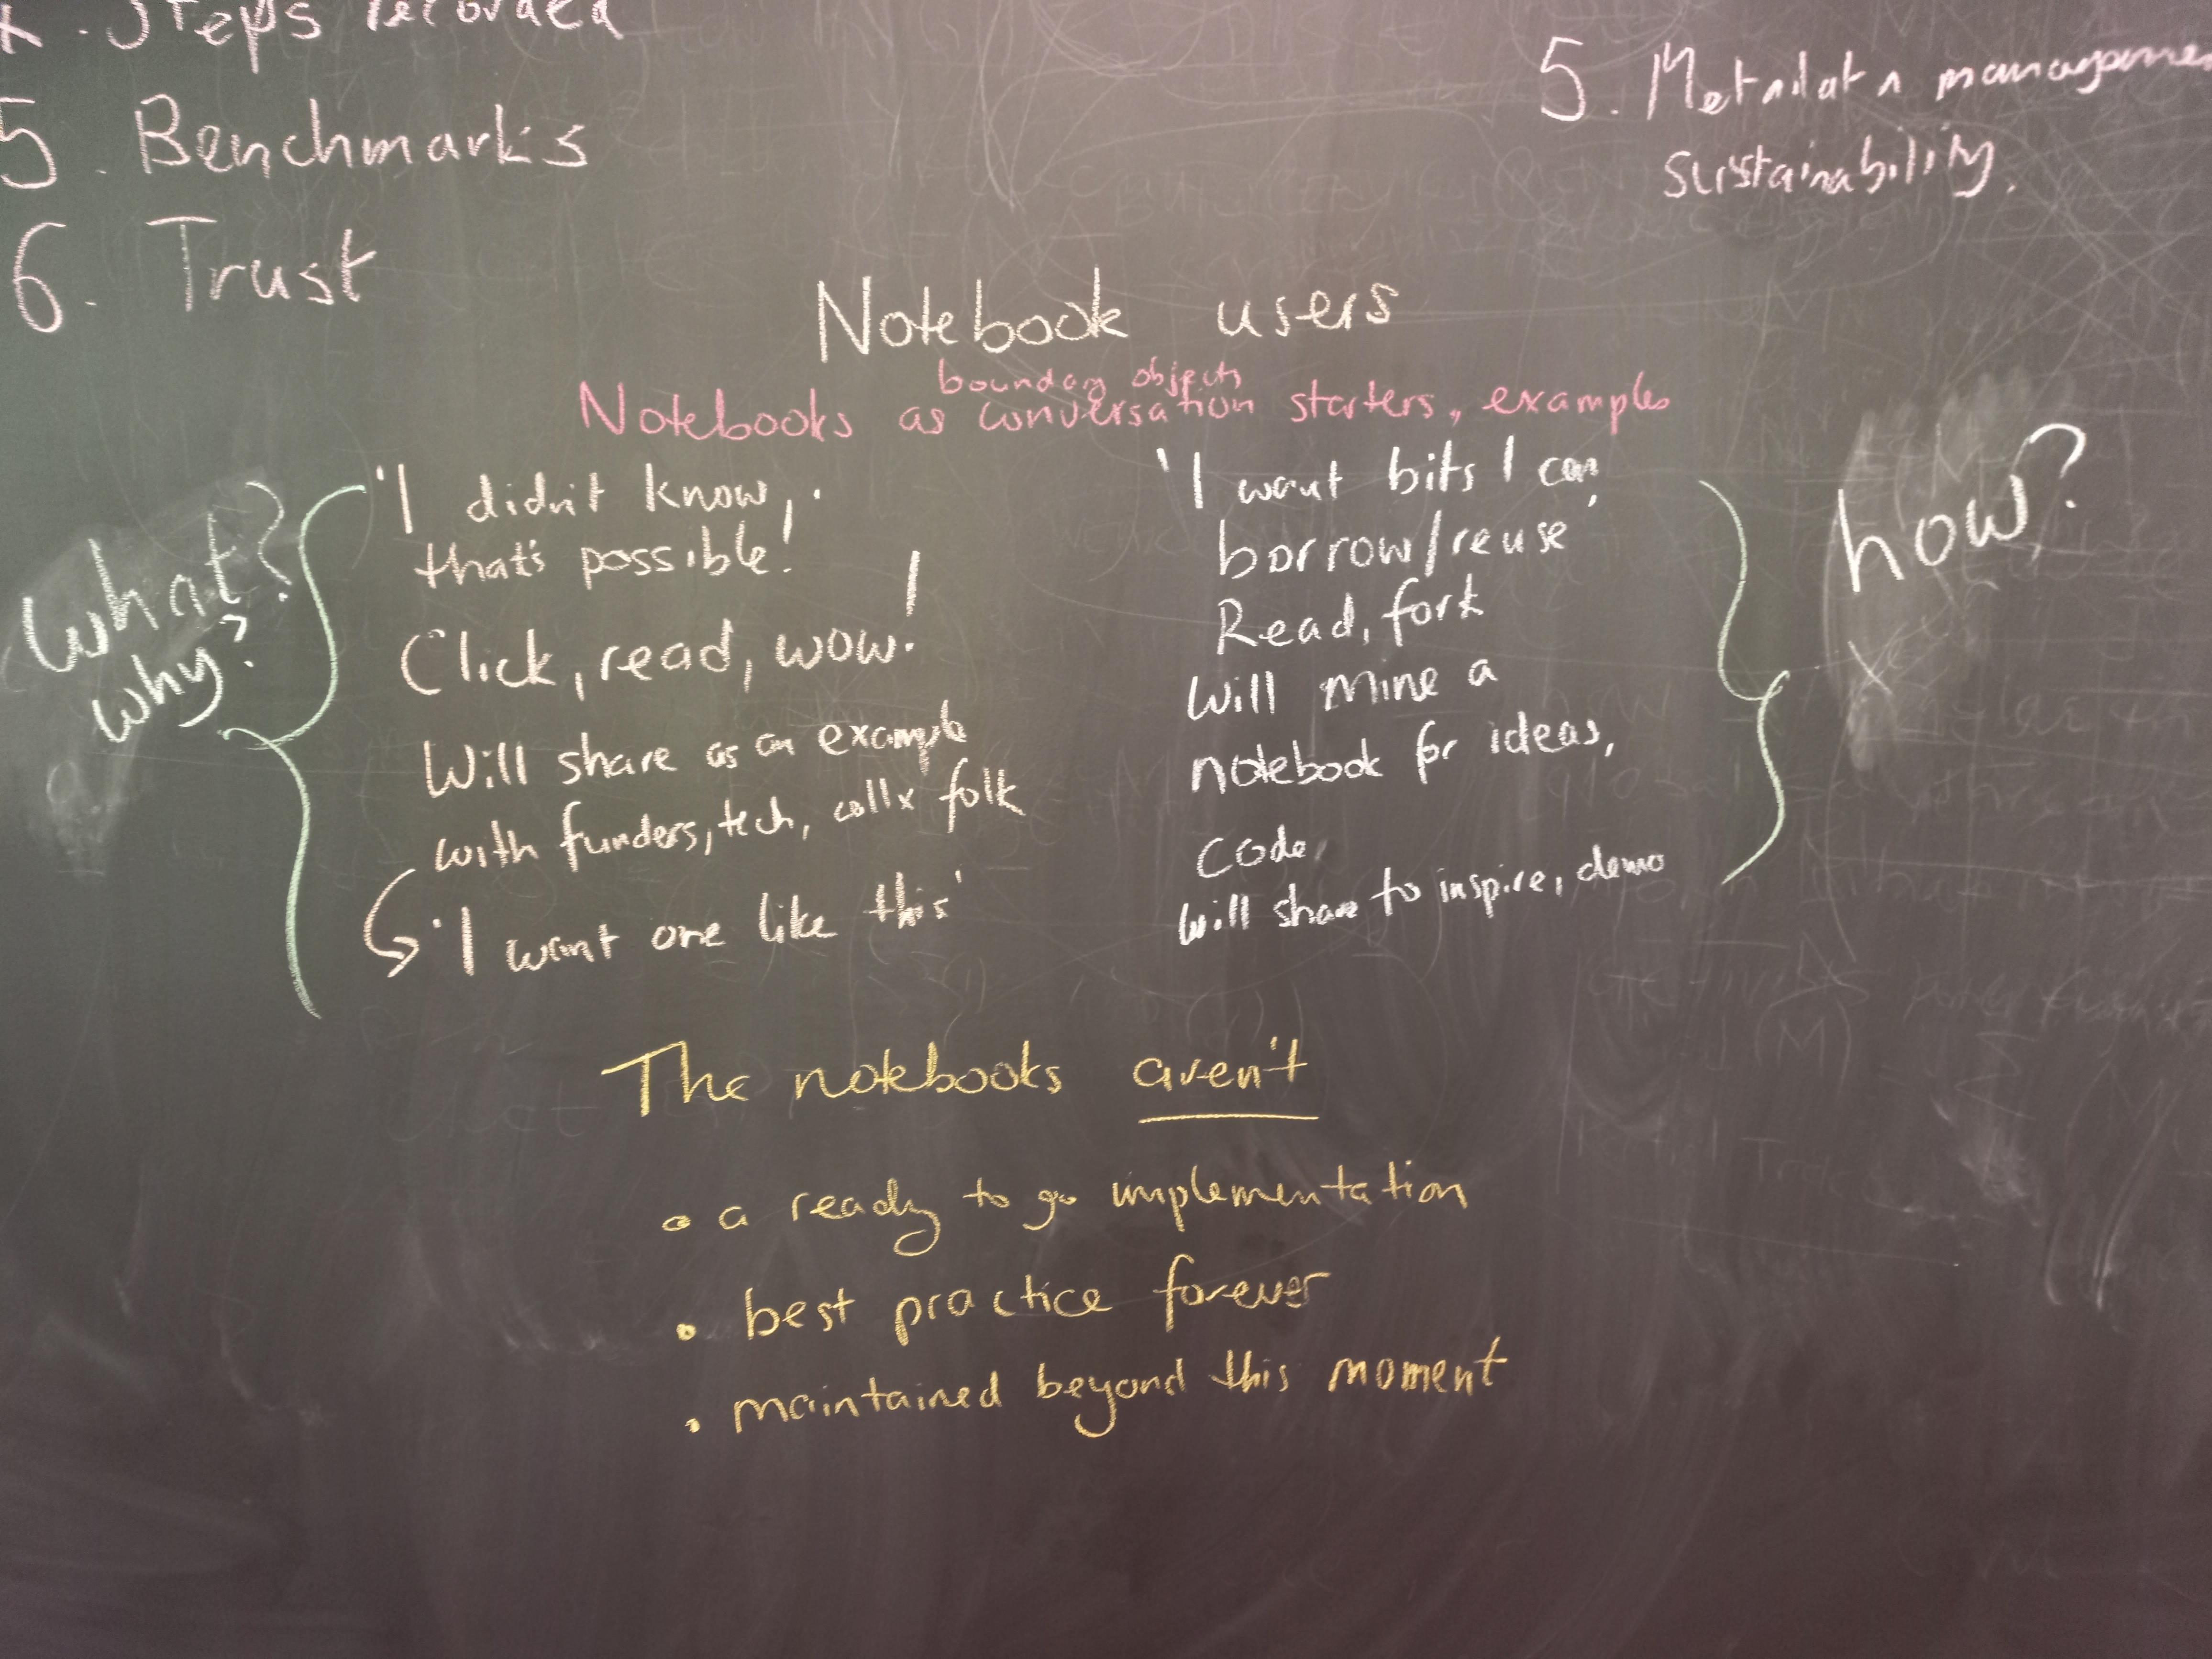 Steps recorded
5. Benchmarks
6. Trust
5. Metadata management
sustainability.
Notebook users
boundary objects
Notebooks as conversation starters, examples
What?
why?
'I didn't know,
that's possible!
Click, read, wow!
Will share as an example
with funders, tech, collx folk
'I want one like this'
'I want bits I can
borrow/reuse'
Read, fork
Will mine a
notebook for ideas,
code,
will share to inspire, demo
how?
The notebooks aren't
• a ready to go implementation
• best practice forever
• maintained beyond this moment